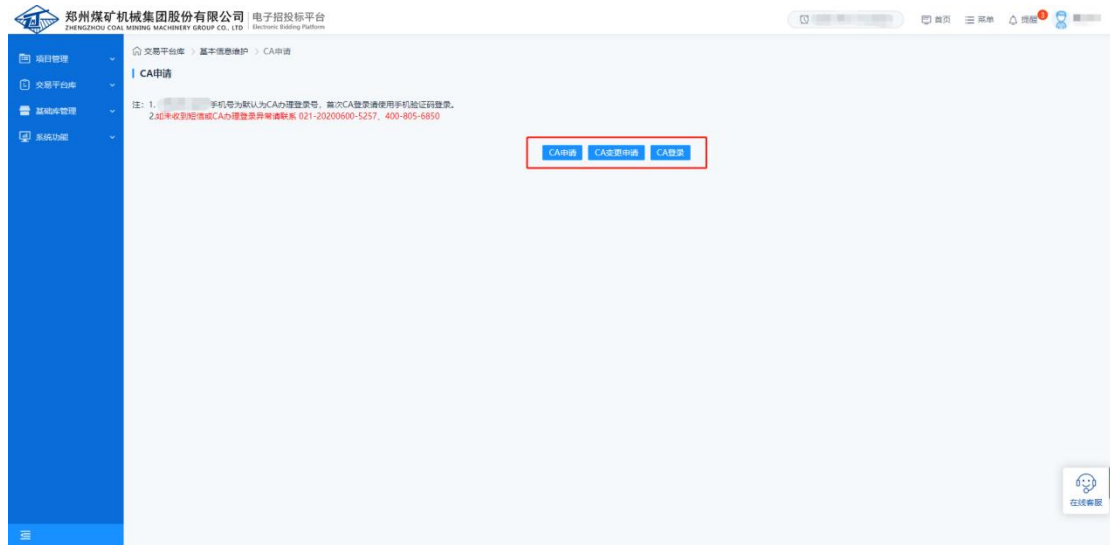 郑州煤矿机械集团股份有限公司 电子招投标平台
ZHENGZHOU COAL MINING MACHINERY GROUP CO., LTD Electronic Bidding Platform
首页 菜单 提醒
项目管理
交易平台库
基础库管理
系统功能
交易平台库 > 基本信息维护 > CA申请
CA申请
注：1. 手机号为默认为CA办理登录号，首次CA登录请使用手机验证码登录。
2.如未收到短信或CA办理登录异常请联系 021-20200600-5257、400-805-6850
CA申请 CA变更申请 CA登录
在线客服